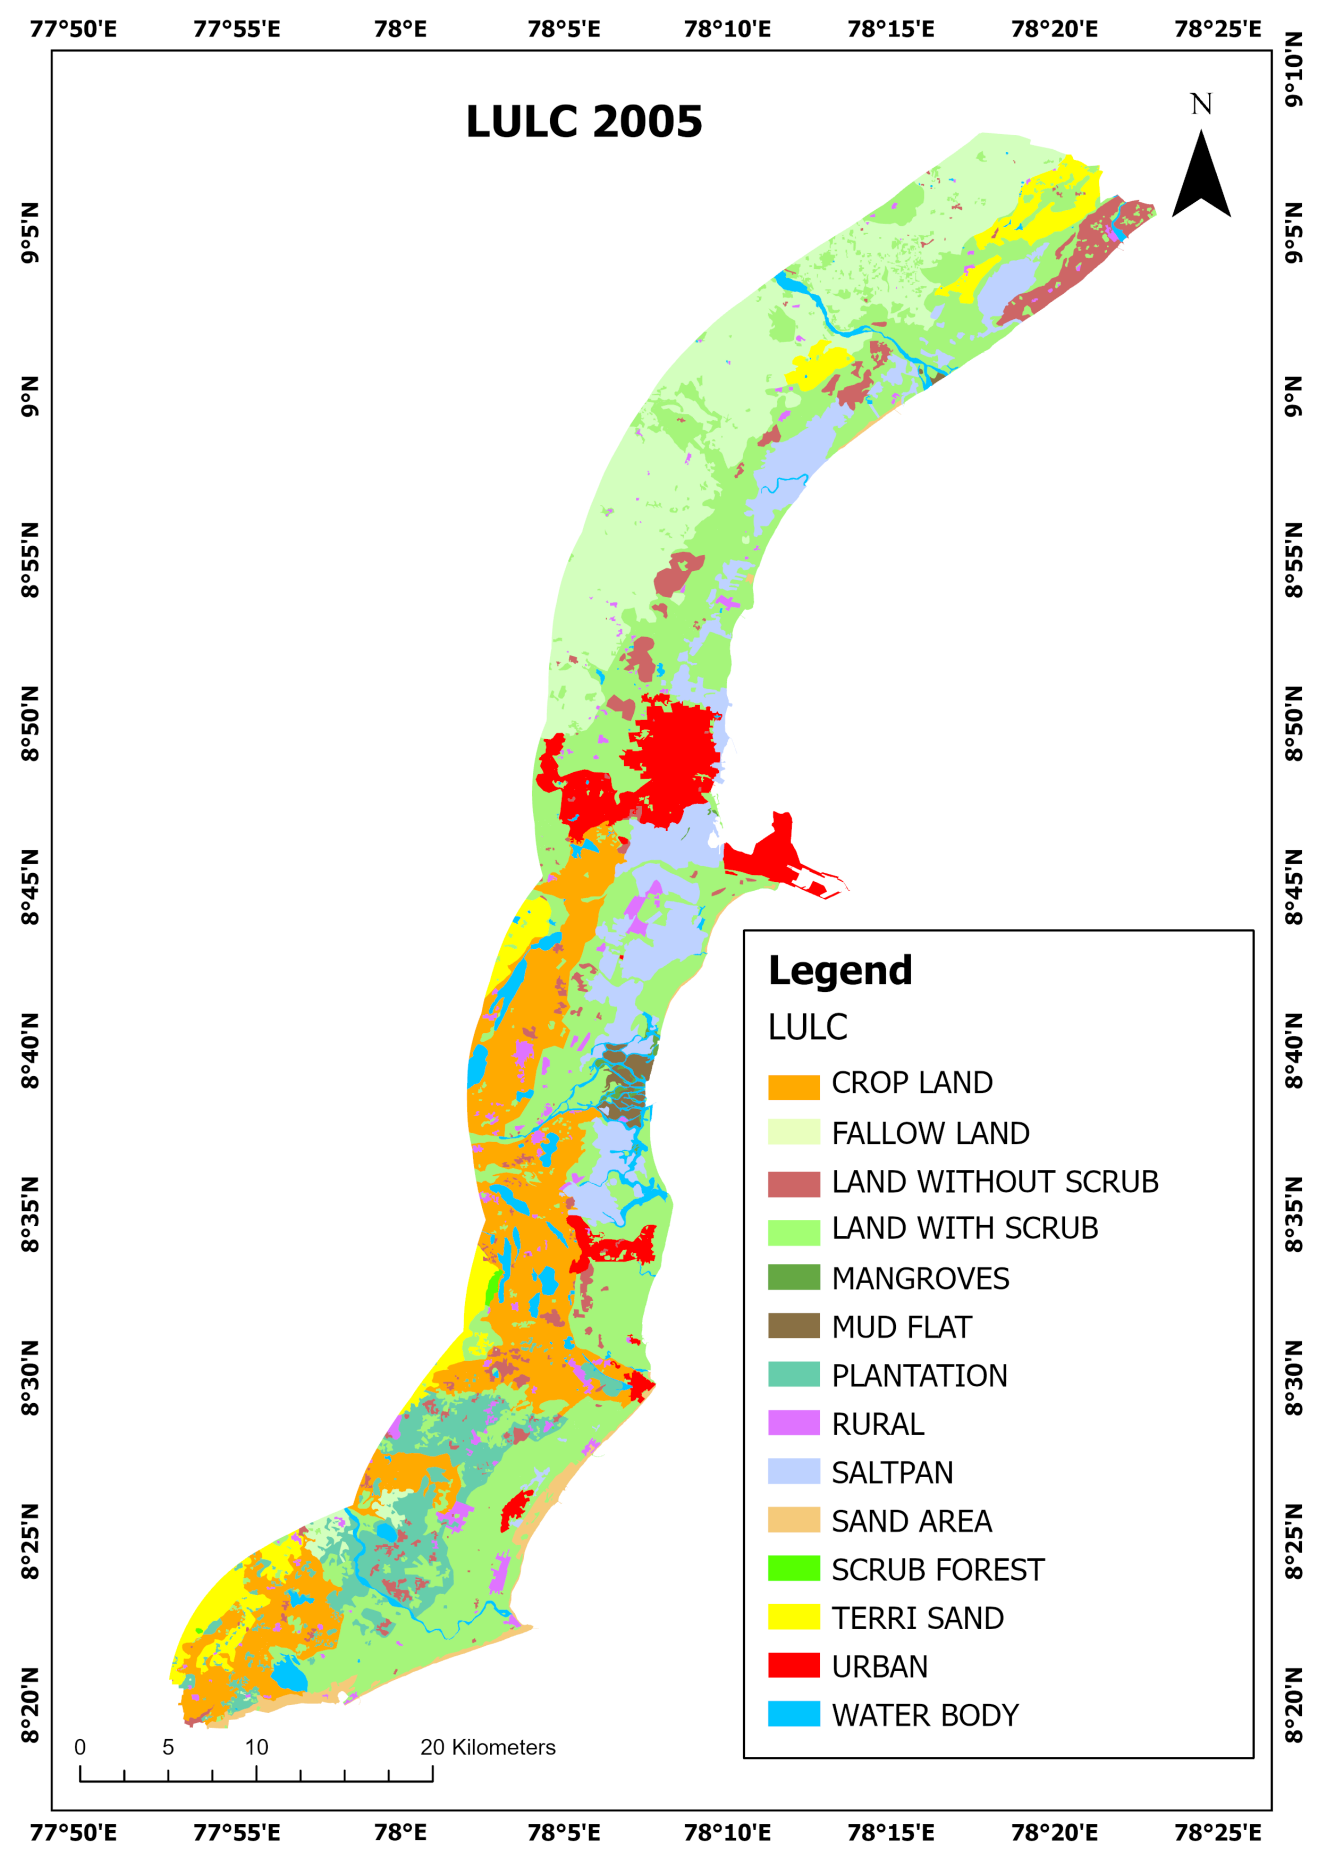 77°50'E 77°55'E 78°E 78°5'E 78°10'E 78°15'E 78°20'E 78°25'E
LULC 2005
N
9°10'N
9°5'N 9°5'N
9°N 9°N
8°55'N 8°55'N
8°50'N 8°50'N
8°45'N 8°45'N
8°40'N 8°40'N
8°35'N 8°35'N
8°30'N 8°30'N
8°25'N 8°25'N
8°20'N 8°20'N
Legend
LULC
CROP LAND
FALLOW LAND
LAND WITHOUT SCRUB
LAND WITH SCRUB
MANGROVES
MUD FLAT
PLANTATION
RURAL
SALTPAN
SAND AREA
SCRUB FOREST
TERRI SAND
URBAN
WATER BODY
0 5 10 20 Kilometers
77°50'E 77°55'E 78°E 78°5'E 78°10'E 78°15'E 78°20'E 78°25'E